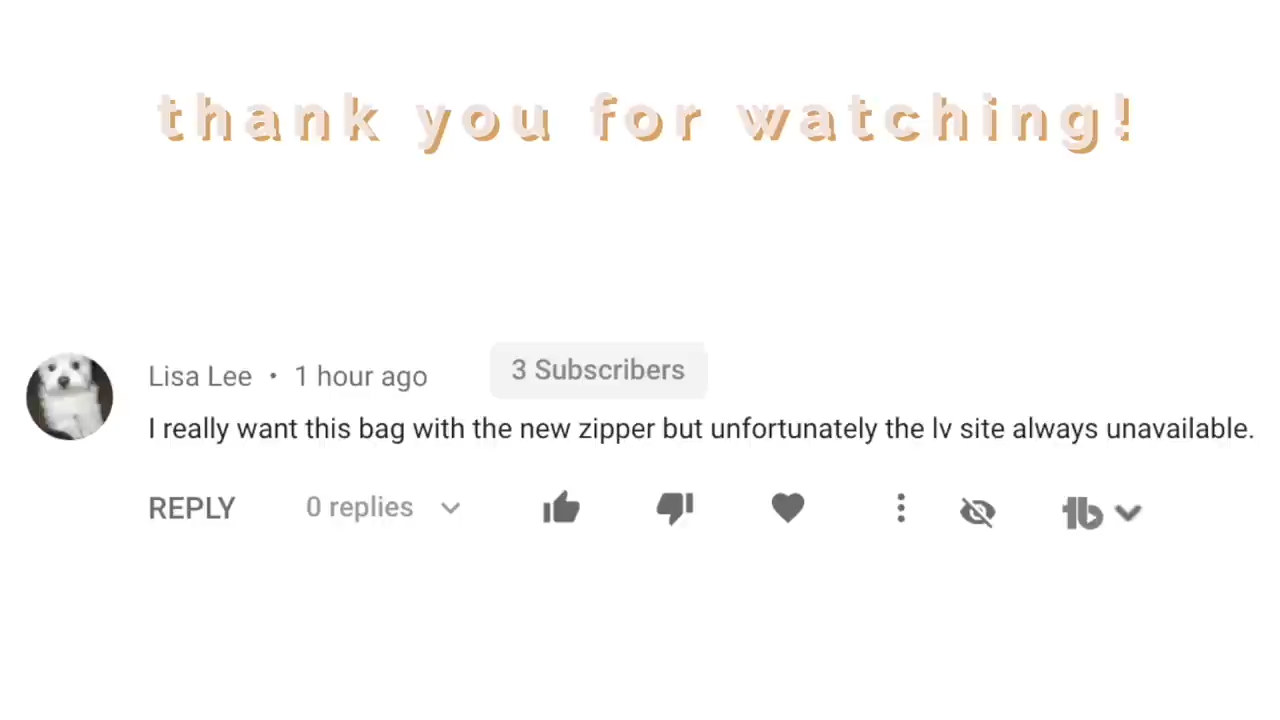 thank you for watching!
Lisa Lee • 1 hour ago 3 Subscribers
I really want this bag with the new zipper but unfortunately the lv site always unavailable.
REPLY 0 replies tb